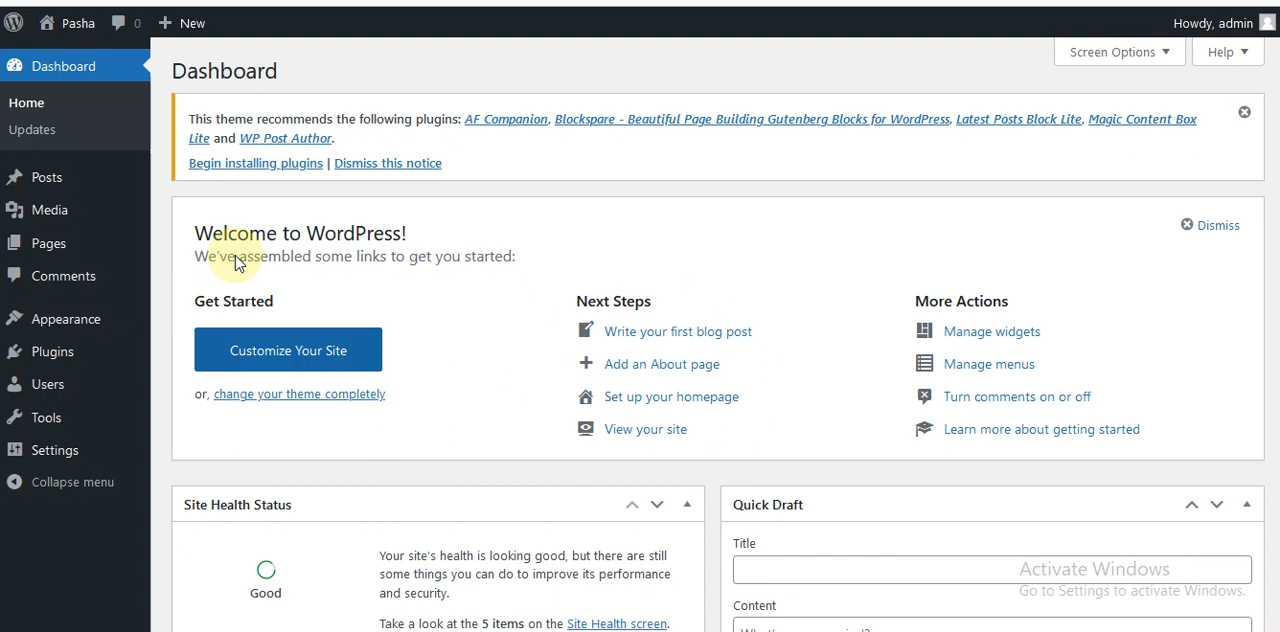 Pasha 0 New Howdy, admin
Screen Options Help
Dashboard
Home
Updates
Posts
Media
Pages
Comments
Appearance
Plugins
Users
Tools
Settings
Collapse menu
Dashboard
This theme recommends the following plugins: AF Companion, Blockspare - Beautiful Page Building Gutenberg Blocks for WordPress, Latest Posts Block Lite, Magic Content Box
Lite and WP Post Author.
Begin installing plugins | Dismiss this notice
Welcome to WordPress!
Dismiss
We've assembled some links to get you started:
Get Started
Customize Your Site
or, change your theme completely
Next Steps
Write your first blog post
Add an About page
Set up your homepage
View your site
More Actions
Manage widgets
Manage menus
Turn comments on or off
Learn more about getting started
Site Health Status
Good
Your site's health is looking good, but there are still
some things you can do to improve its performance
and security.
Take a look at the 5 items on the Site Health screen.
Quick Draft
Title
Content
Activate Windows
Go to Settings to activate Windows.